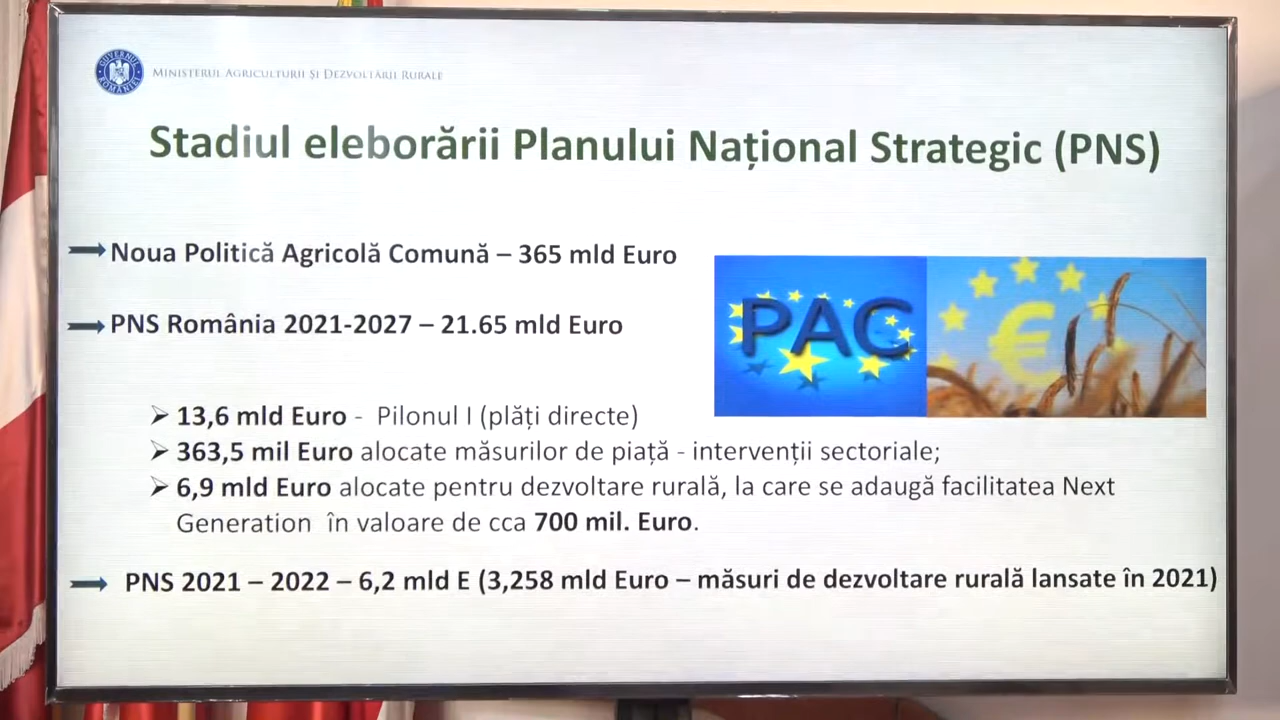 GUVERNUL ROMÂNIEI
MINISTERUL AGRICULTURII ȘI DEZVOLTĂRII RURALE
Stadiul eleborării Planului Național Strategic (PNS)
Noua Politică Agricolă Comună – 365 mld Euro
PNS România 2021-2027 – 21.65 mld Euro
PAC
€
➢ 13,6 mld Euro - Pilonul I (plăți directe)
➢ 363,5 mil Euro alocate măsurilor de piață - intervenții sectoriale;
➢ 6,9 mld Euro alocate pentru dezvoltare rurală, la care se adaugă facilitatea Next
Generation în valoare de cca 700 mil. Euro.
PNS 2021 – 2022 – 6,2 mld E (3,258 mld Euro – măsuri de dezvoltare rurală lansate în 2021)